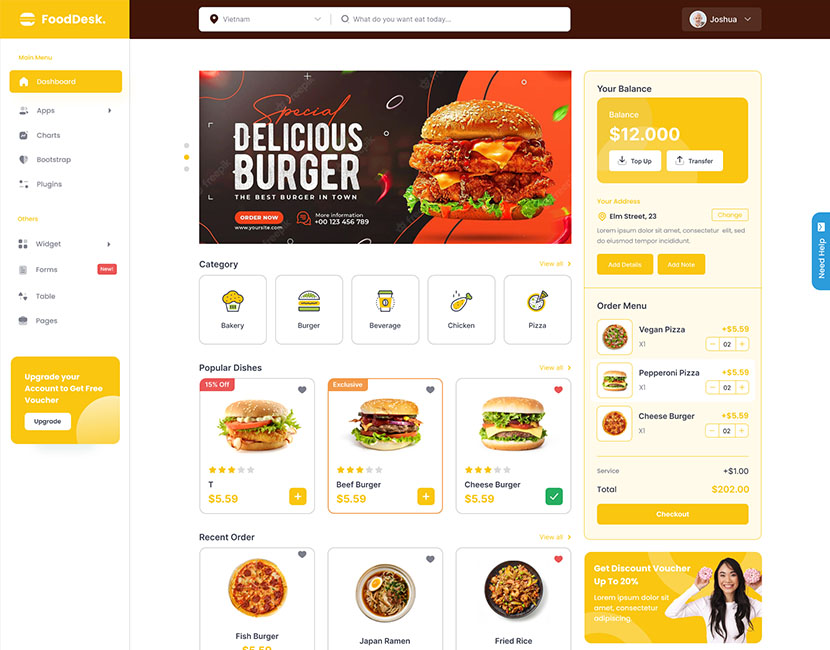 FoodDesk.
Vietnam
What do you want eat today...
Joshua
Main Menu
Dashboard
Apps
Charts
Bootstrap
Plugins
Others
Widget
Forms
New!
Table
Pages
Upgrade your
Account to Get Free
Voucher
Upgrade
Special
DELICIOUS
BURGER
THE BEST BURGER IN TOWN
ORDER NOW
www.yoursite.com
More information
+00 123 456 789
Category
View all
Bakery
Burger
Beverage
Chicken
Pizza
Popular Dishes
View all
15% Off
T
$5.59
Exclusive
Beef Burger
$5.59
Cheese Burger
$5.59
Recent Order
View all
Fish Burger
$5.59
Japan Ramen
Fried Rice
Your Balance
Balance
$12.000
Top Up
Transfer
Your Address
Elm Street, 23
Change
Lorem ipsum dolor sit amet, consectetur elit, sed
do eiusmod tempor incididunt.
Add Details
Add Note
Order Menu
Vegan Pizza
+$5.59
X1
02
Pepperoni Pizza
+$5.59
X1
02
Cheese Burger
+$5.59
X1
02
Service
+$1.00
Total
$202.00
Checkout
Get Discount Voucher
Up To 20%
Lorem ipsum dolor sit
amet, consectetur
adipiscing
Need Help